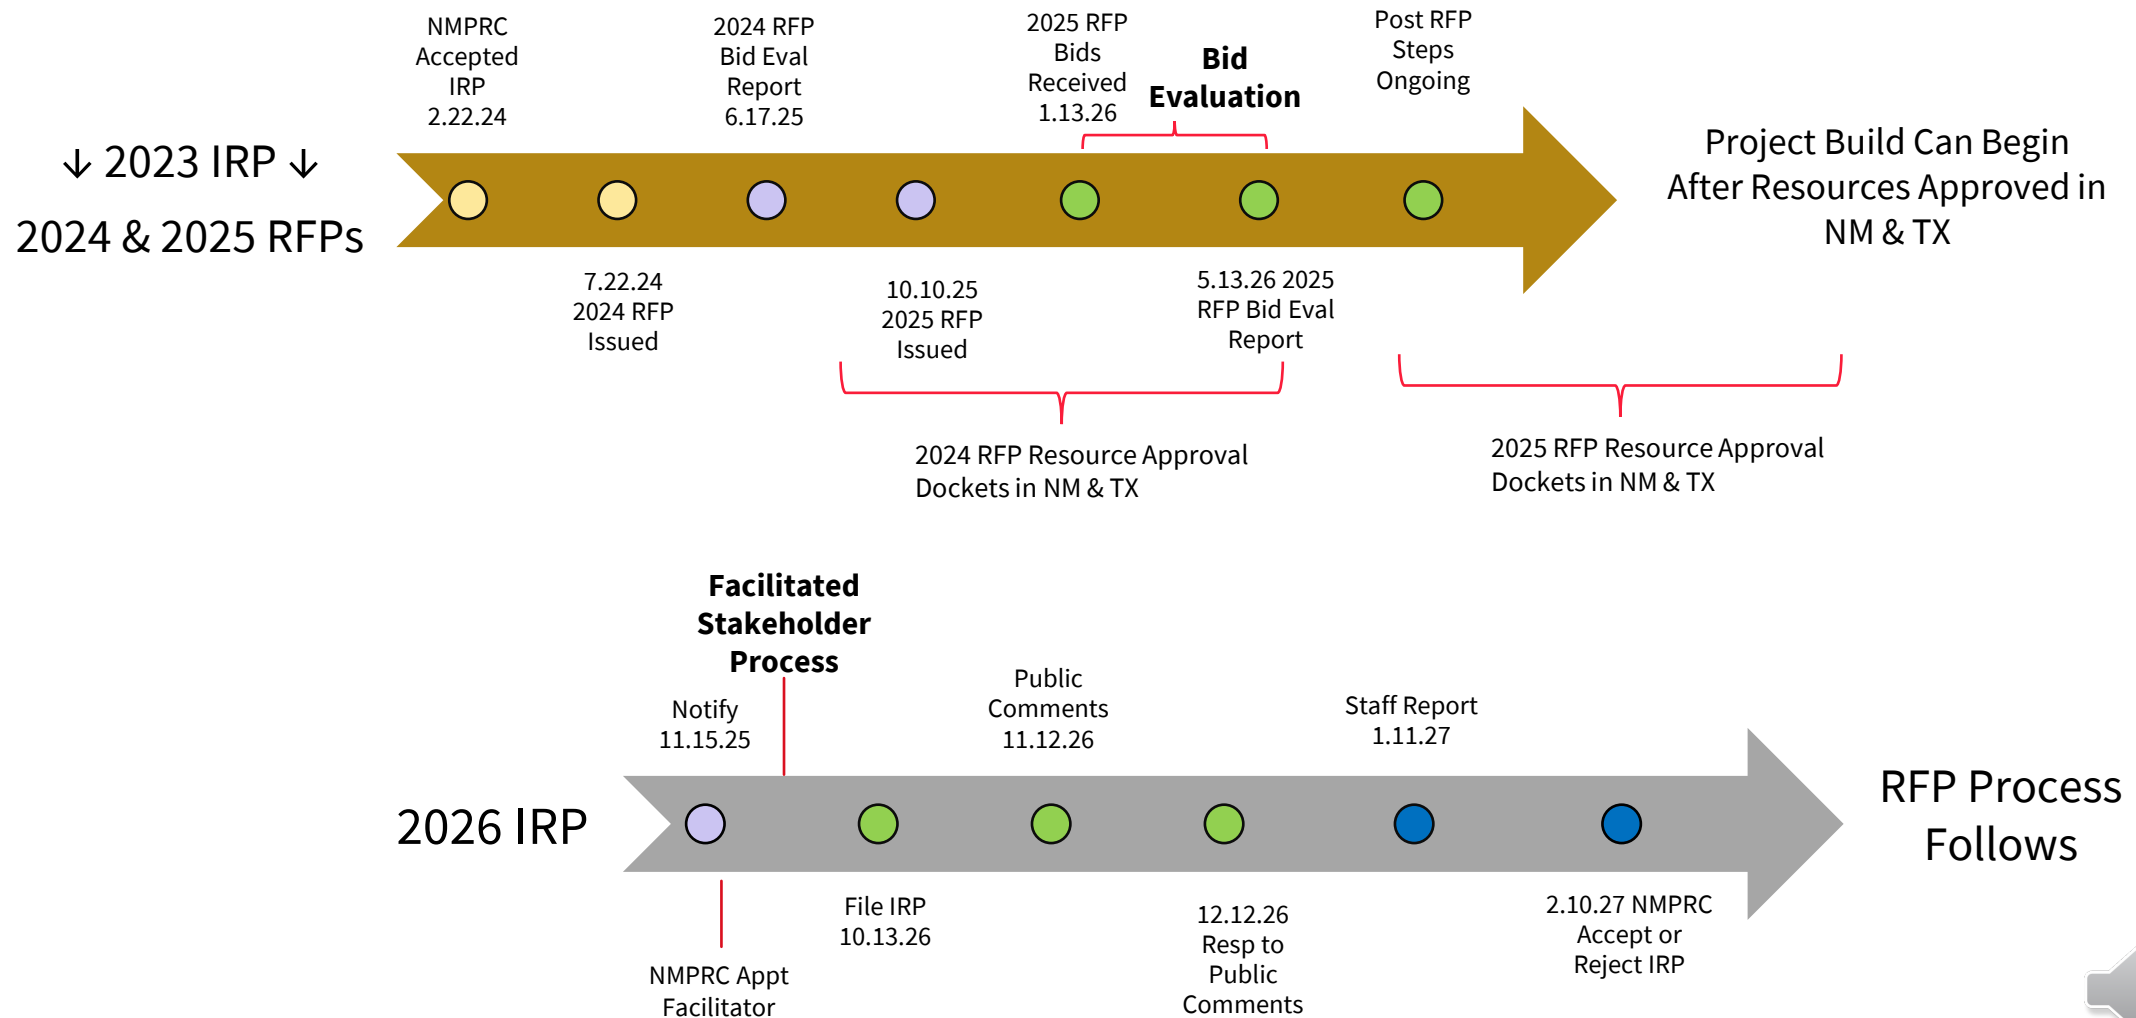 NMPRC
Accepted
IRP
2.22.24
2024 RFP
Bid Eval
Report
6.17.25
2025 RFP
Bids
Received
1.13.26
Bid
Evaluation
Post RFP
Steps
Ongoing
↓ 2023 IRP ↓
2024 & 2025 RFPs
Project Build Can Begin
After Resources Approved in
NM & TX
7.22.24
2024 RFP
Issued
10.10.25
2025 RFP
Issued
5.13.26 2025
RFP Bid Eval
Report
2024 RFP Resource Approval
Dockets in NM & TX
2025 RFP Resource Approval
Dockets in NM & TX
Facilitated
Stakeholder
Process
Notify
11.15.25
Public
Comments
11.12.26
Staff Report
1.11.27
2026 IRP
RFP Process
Follows
NMPRC Appt
Facilitator
File IRP
10.13.26
12.12.26
Resp to
Public
Comments
2.10.27 NMPRC
Accept or
Reject IRP